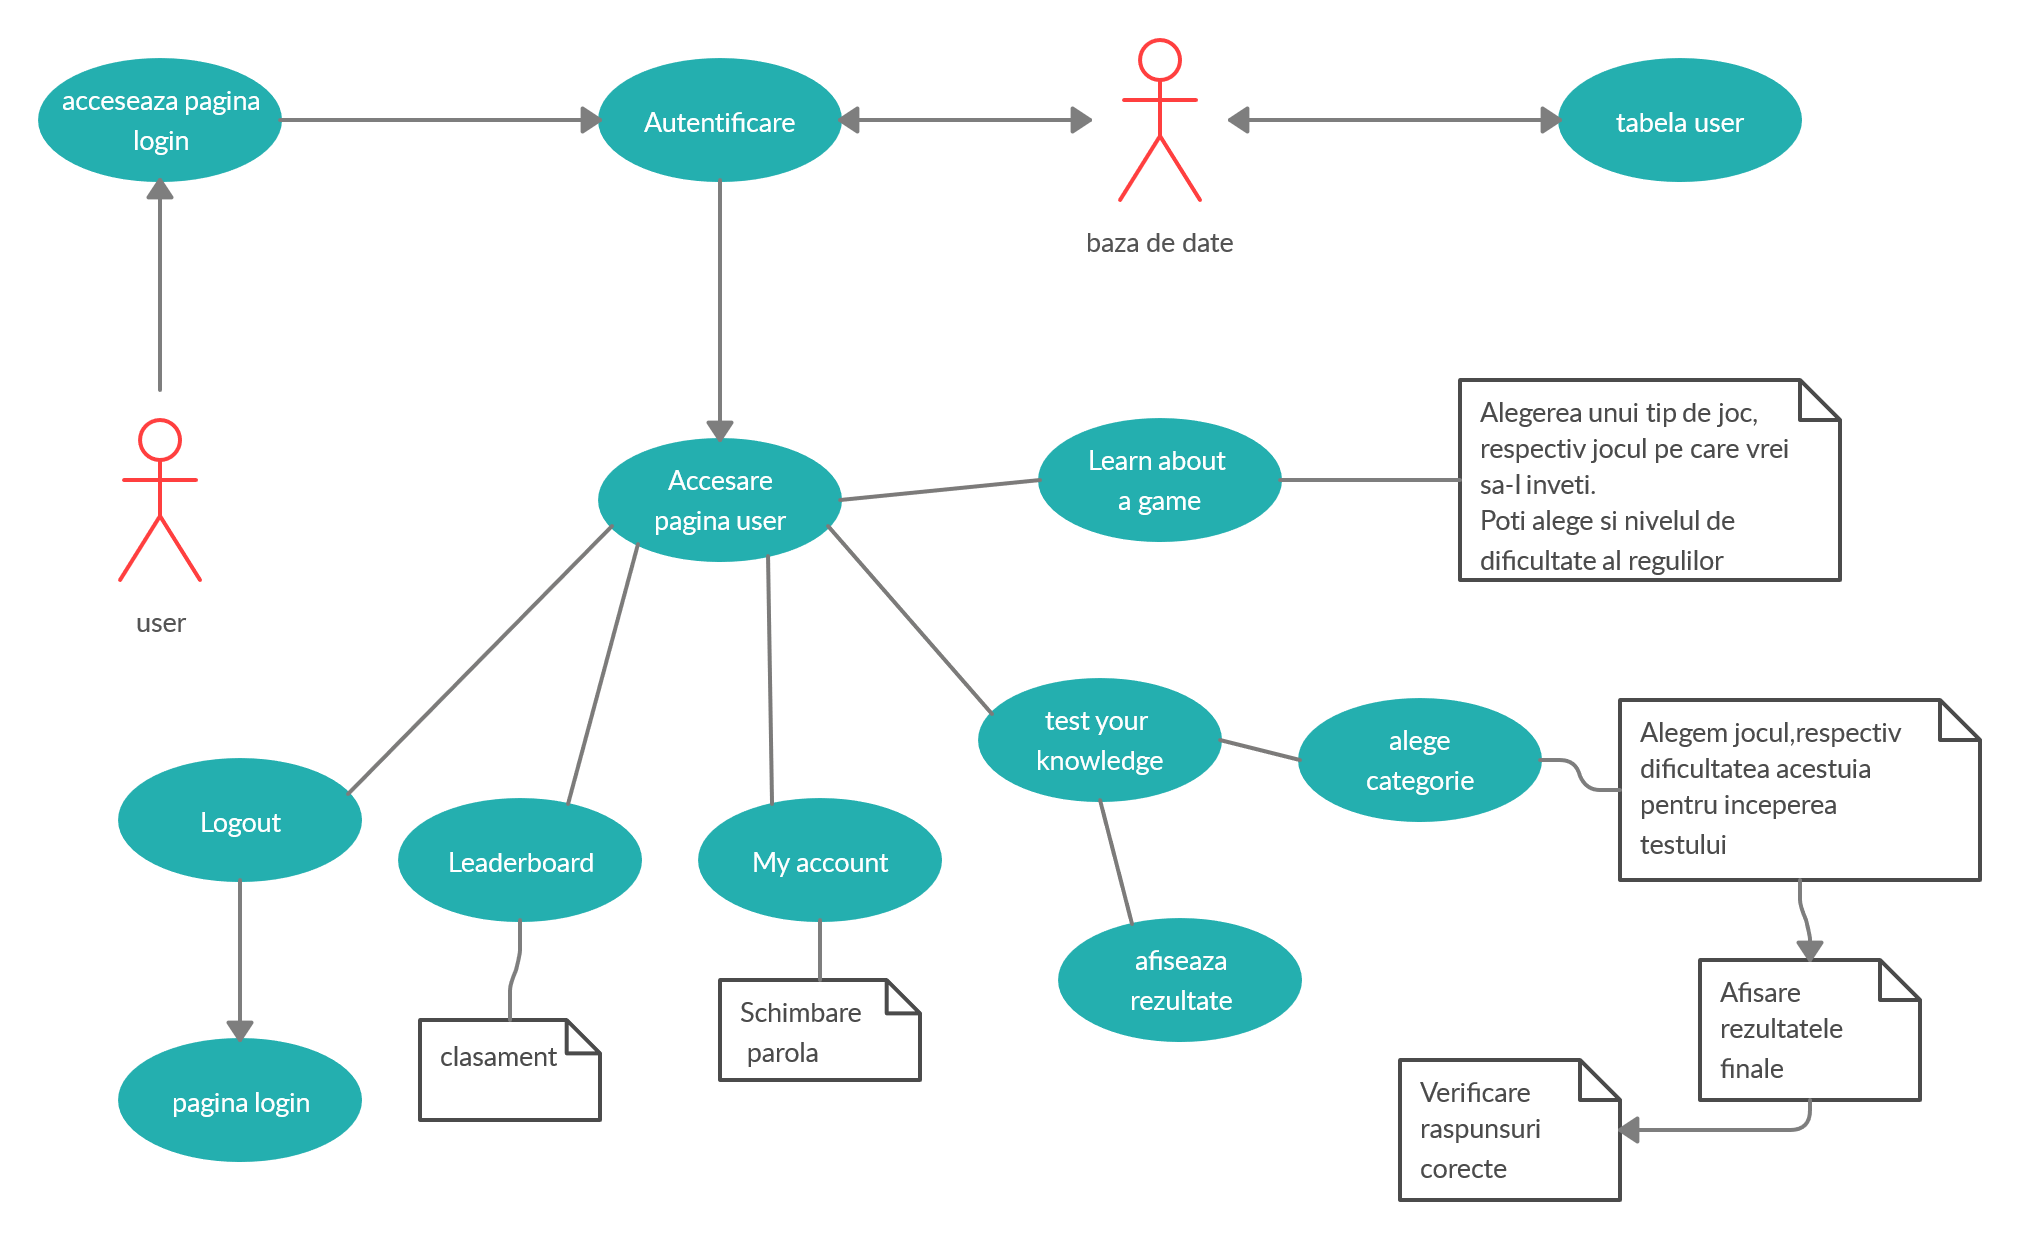 acceseaza pagina
login
Autentificare
baza de date
tabela user
user
Accesare
pagina user
Learn about
a game
Alegerea unui tip de joc,
respectiv jocul pe care vrei
sa-l inveti.
Poti alege si nivelul de
dificultate al regulilor
Logout
Leaderboard
My account
test your
knowledge
alege
categorie
Alegem jocul,respectiv
dificultatea acestuia
pentru inceperea
testului
afiseaza
rezultate
pagina login
clasament
Schimbare
parola
Afisare
rezultatele
finale
Verificare
raspunsuri
corecte